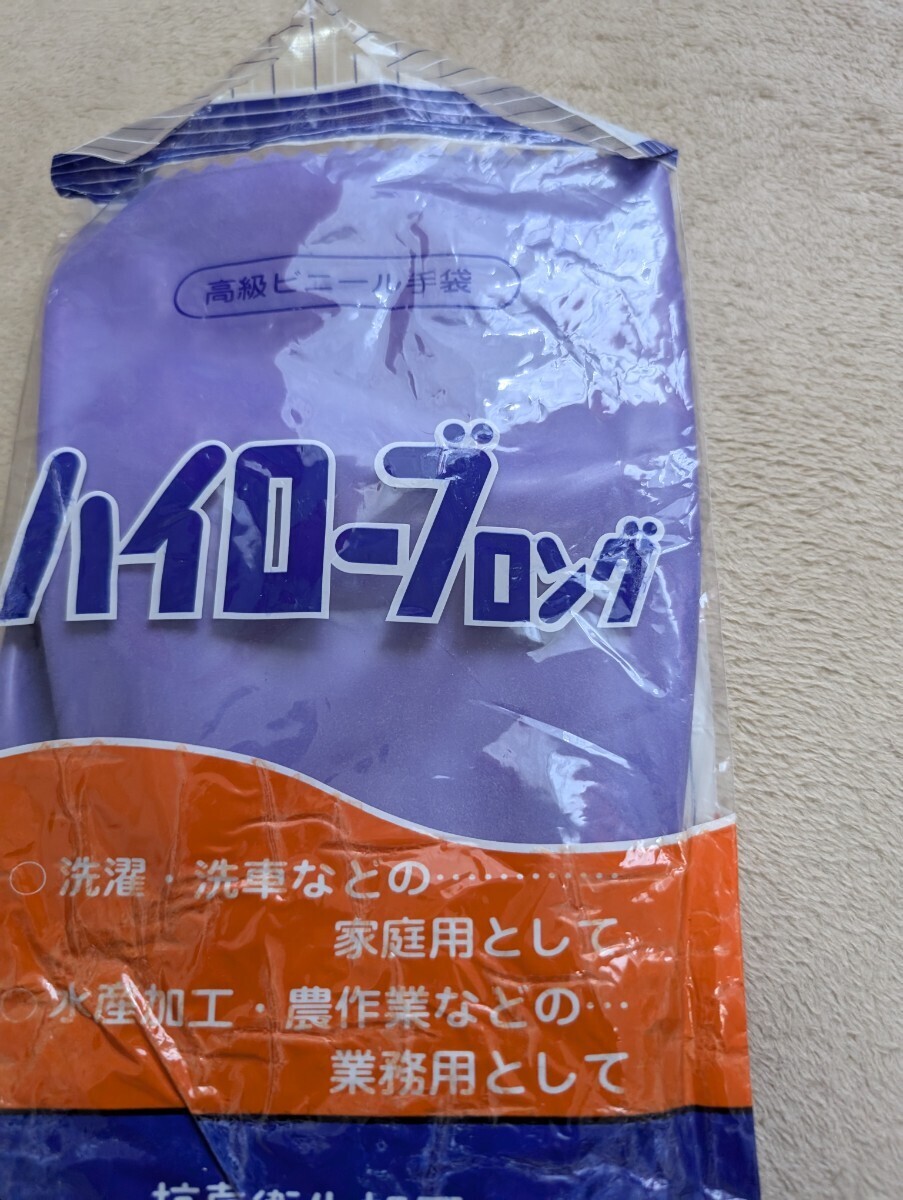 高級ビニール手袋
ハイローブロング
○洗濯・洗車などの…………
家庭用として
○水産加工・農作業などの…
業務用として